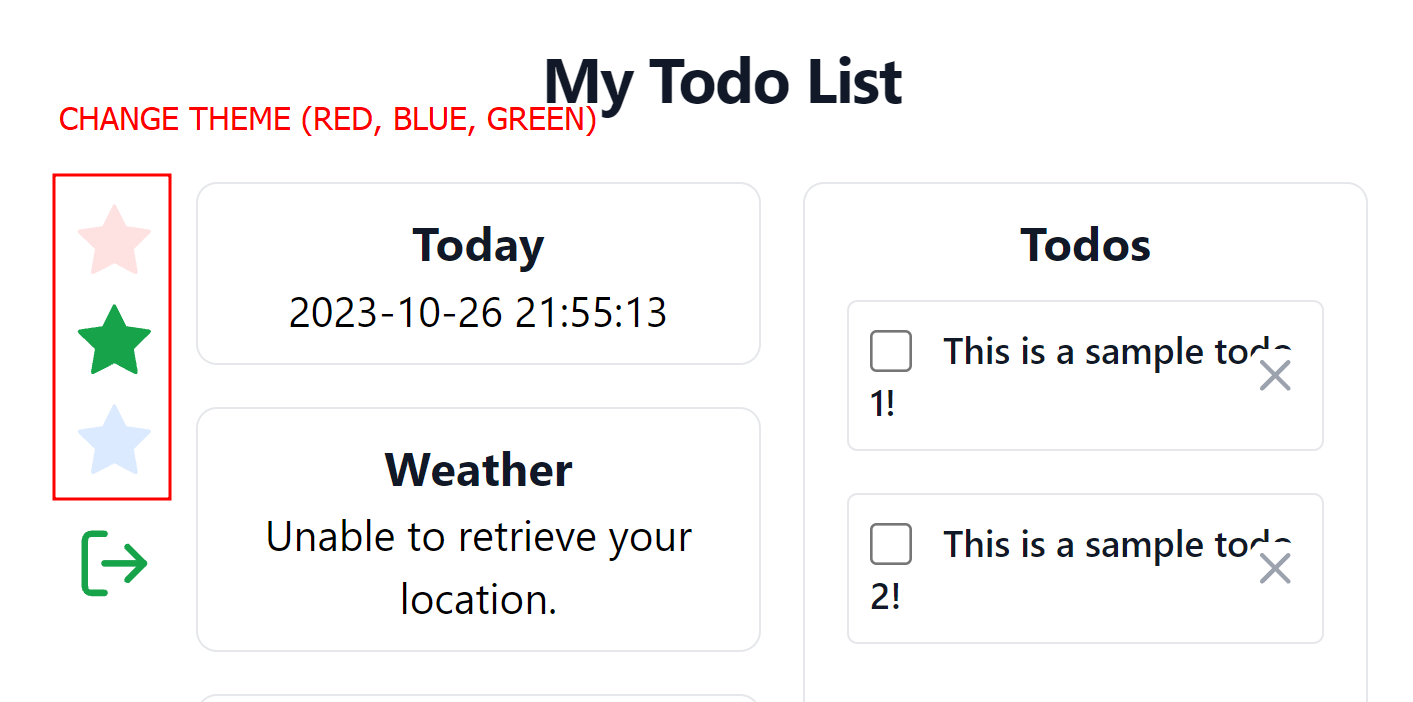 My Todo List
CHANGE THEME (RED, BLUE, GREEN)
Today
2023-10-26 21:55:13
Weather
Unable to retrieve your
location.
Todos
This is a sample todo
1!
This is a sample todo
2!